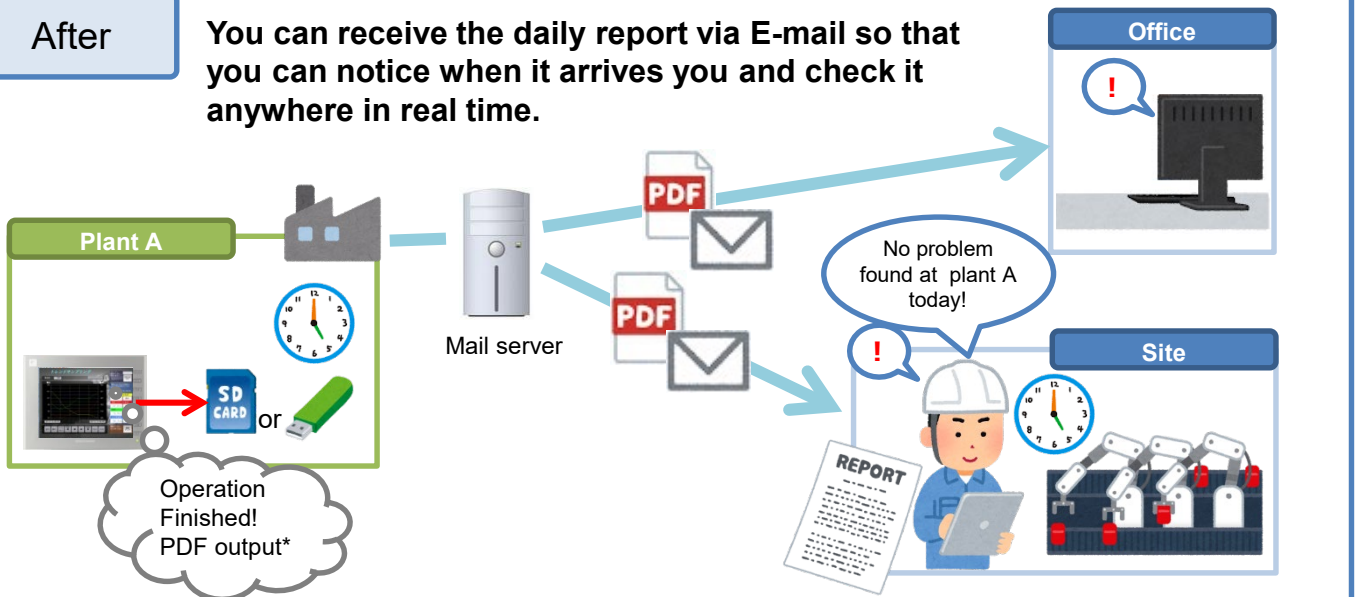 After
You can receive the daily report via E-mail so that
you can notice when it arrives you and check it
anywhere in real time.
Office
!
PDF
Plant A
No problem
found at plant A
today!
PDF
Mail server
!
Site
SD
CARD
or
REPORT
Operation
Finished!
PDF output*